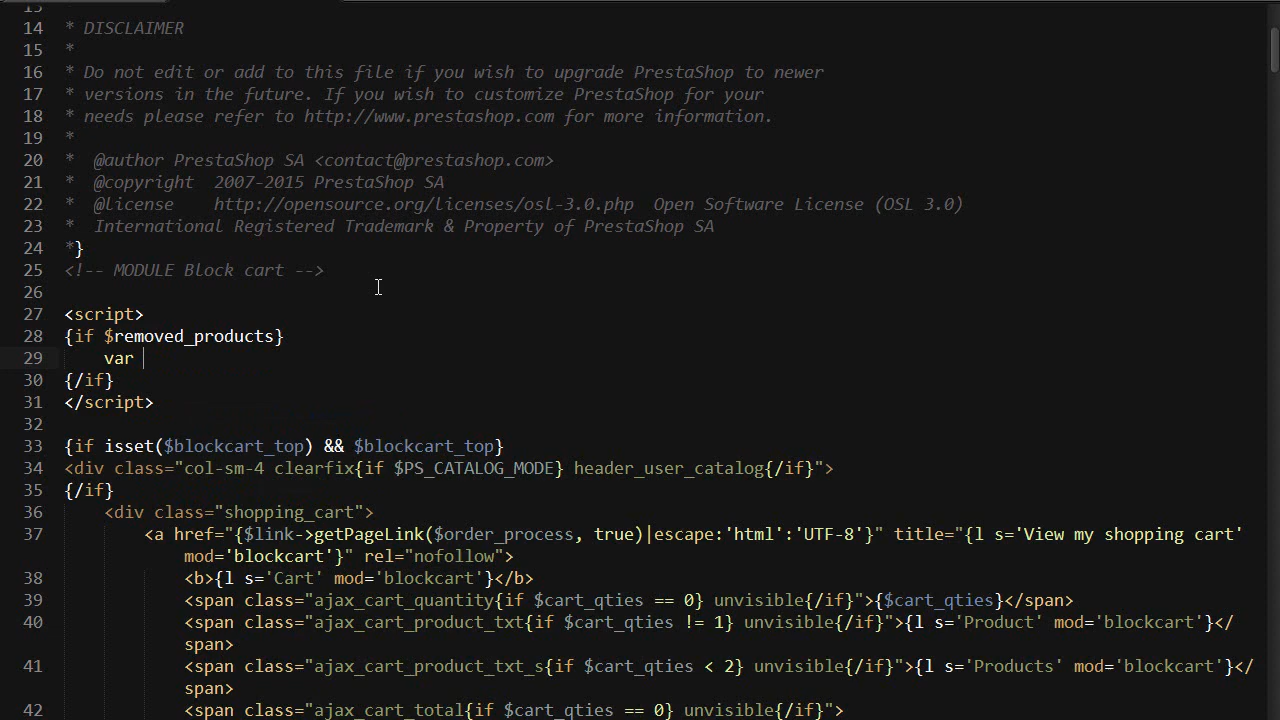 13
14 * DISCLAIMER
15 *
16 * Do not edit or add to this file if you wish to upgrade PrestaShop to newer
17 * versions in the future. If you wish to customize PrestaShop for your
18 * needs please refer to http://www.prestashop.com for more information.
19 *
20 *  @author PrestaShop SA <contact@prestashop.com>
21 *  @copyright  2007-2015 PrestaShop SA
22 *  @license    http://opensource.org/licenses/osl-3.0.php  Open Software License (OSL 3.0)
23 *  International Registered Trademark & Property of PrestaShop SA
24 *}
25 <!-- MODULE Block cart -->
26
27 <script>
28 {if $removed_products}
29     var
30 {/if}
31 </script>
32
33 {if isset($blockcart_top) && $blockcart_top}
34 <div class="col-sm-4 clearfix{if $PS_CATALOG_MODE} header_user_catalog{/if}">
35 {/if}
36     <div class="shopping_cart">
37         <a href="{$link->getPageLink($order_process, true)|escape:'html':'UTF-8'}" title="{l s='View my shopping cart'
mod='blockcart'}" rel="nofollow">
38             <b>{l s='Cart' mod='blockcart'}</b>
39             <span class="ajax_cart_quantity{if $cart_qties == 0} unvisible{/if}">{$cart_qties}</span>
40             <span class="ajax_cart_product_txt{if $cart_qties != 1} unvisible{/if}">{l s='Product' mod='blockcart'}</
span>
41             <span class="ajax_cart_product_txt_s{if $cart_qties < 2} unvisible{/if}">{l s='Products' mod='blockcart'}</
span>
42             <span class="ajax_cart_total{if $cart_qties == 0} unvisible{/if}">